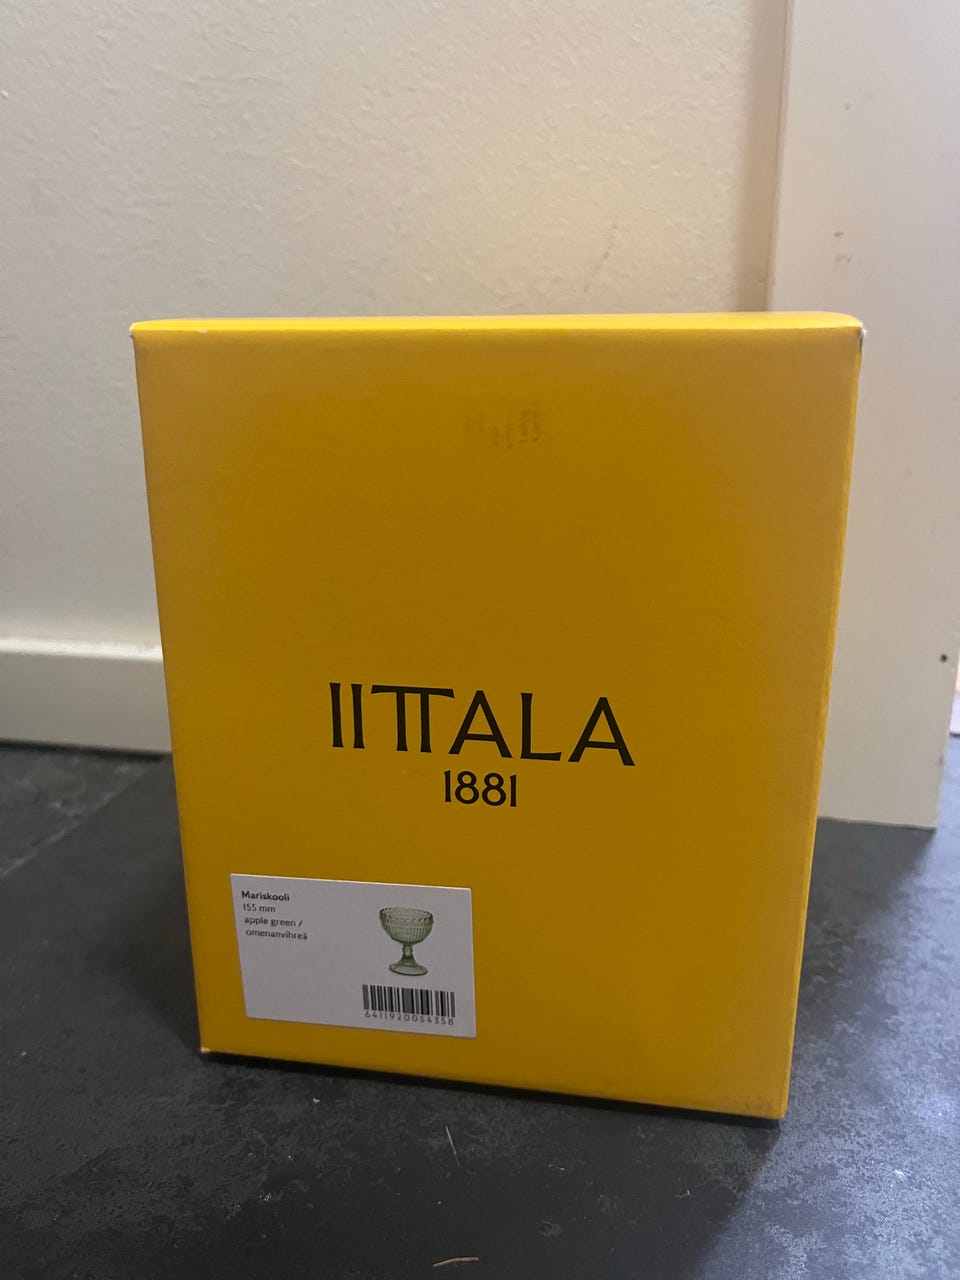 IITTALA
1881
Mariskooli
155 mm
apple green /
omenanvihreä
6411920054358